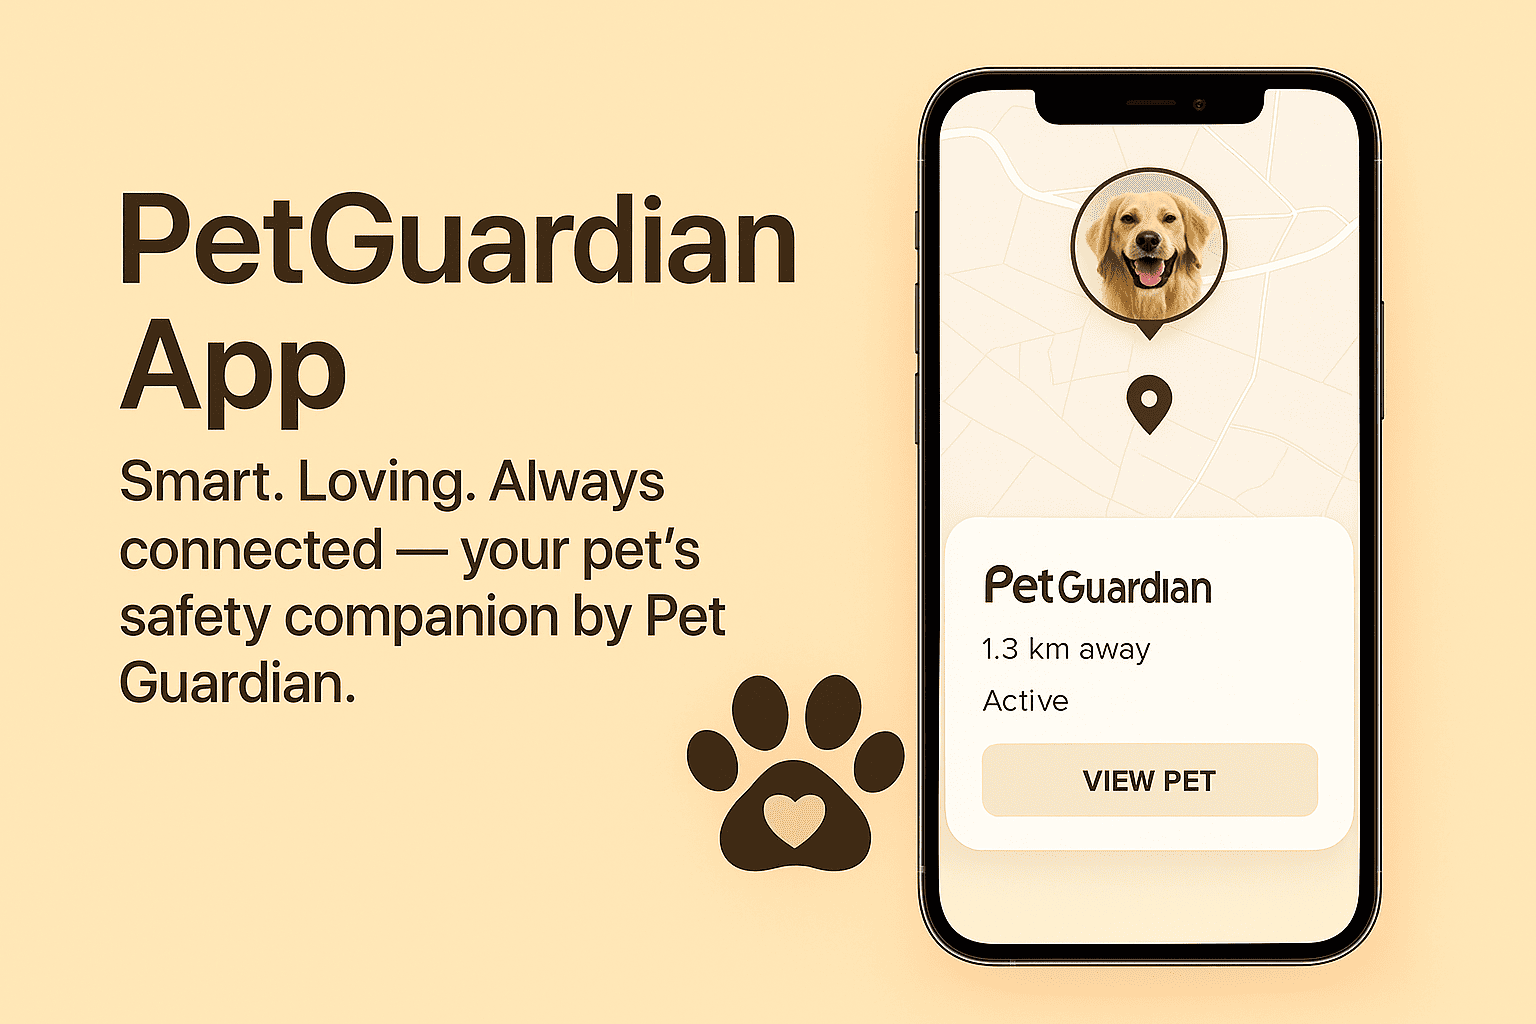 PetGuardian
App
Smart. Loving. Always
connected — your pet’s
safety companion by Pet
Guardian.
PetGuardian
1.3 km away
Active
VIEW PET